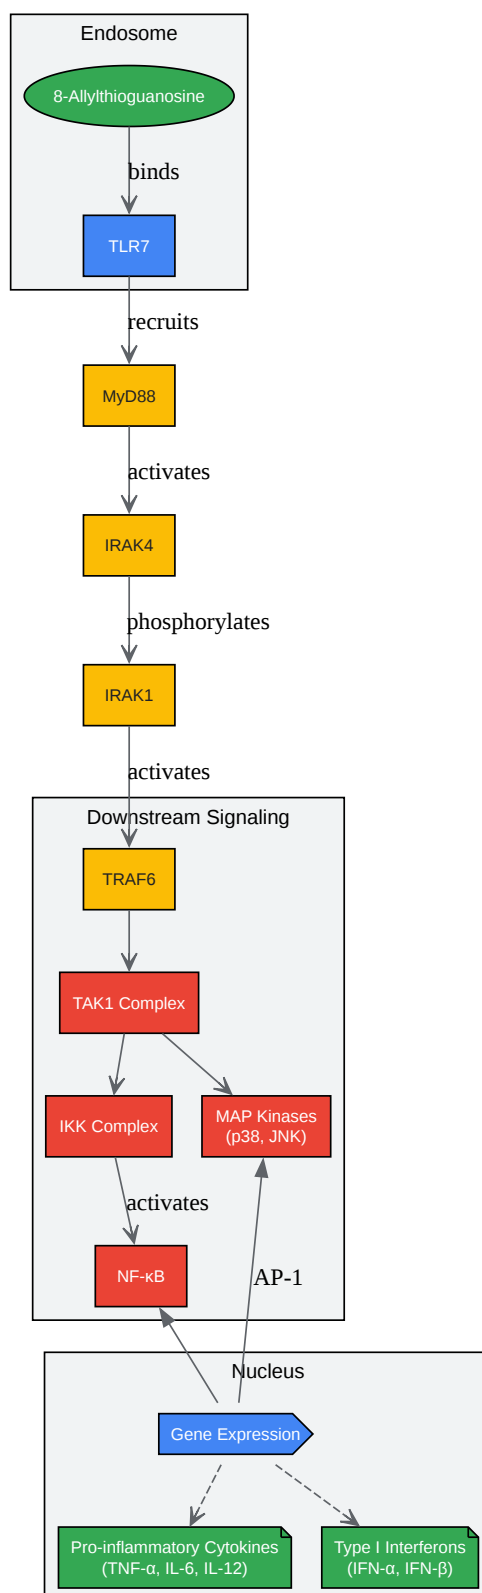 Endosome
8-Allylthioguanosine
binds
TLR7
recruits
MyD88
activates
IRAK4
phosphorylates
IRAK1
activates
Downstream Signaling
TRAF6
TAK1 Complex
IKK Complex
MAP Kinases
(p38, JNK)
activates
NF-κB
AP-1
Nucleus
Gene Expression
Pro-inflammatory Cytokines
(TNF-α, IL-6, IL-12)
Type I Interferons
(IFN-α, IFN-β)